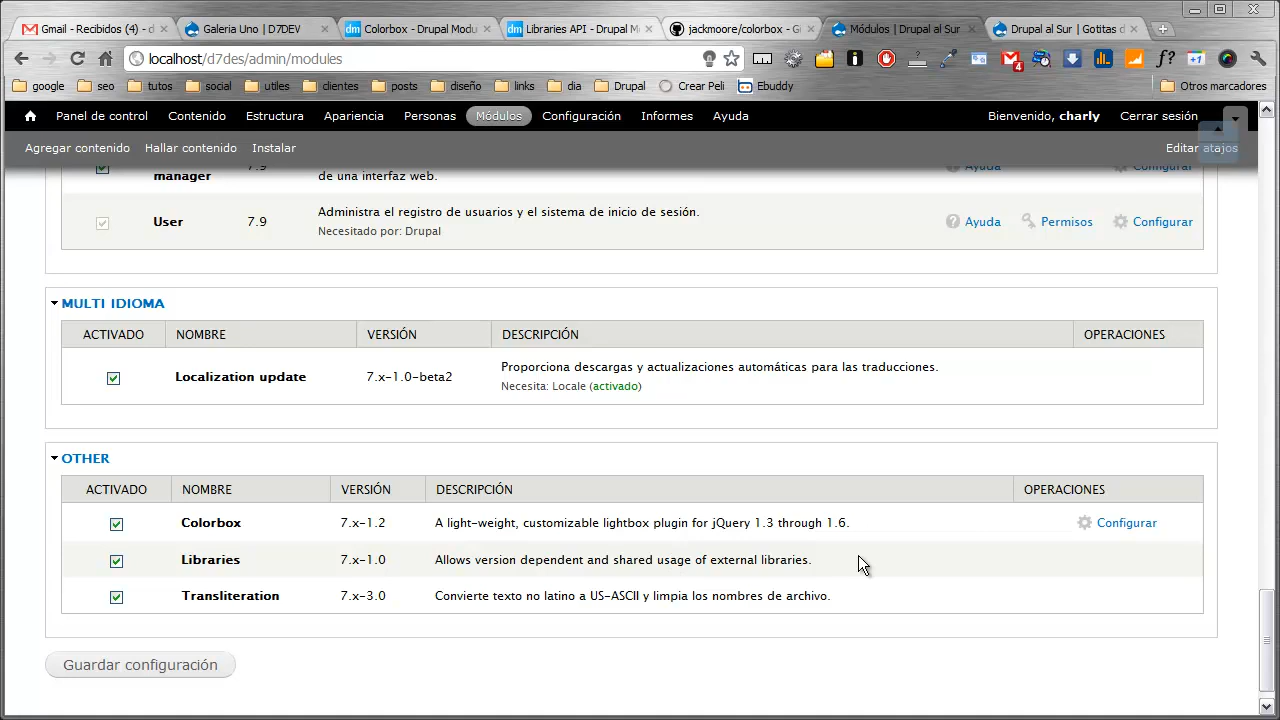 Gmail - Recibidos (4) - d
Galeria Uno | D7DEV
Colorbox - Drupal Módu
Libraries API - Drupal M
jackmoore/colorbox - Gi
Módulos | Drupal al Sur
Drupal al Sur | Gotitas d
localhost/d7des/admin/modules
google
seo
tutos
social
utiles
clientes
posts
diseño
links
dia
Drupal
Crear Peli
Ebuddy
Otros marcadores
Panel de control
Contenido
Estructura
Apariencia
Personas
Módulos
Configuración
Informes
Ayuda
Bienvenido, charly
Cerrar sesión
Agregar contenido
Hallar contenido
Instalar
Editar atajos
manager
7.9
de una interfaz web.
Ayuda
Configurar
User
7.9
Administra el registro de usuarios y el sistema de inicio de sesión.
Necesitado por: Drupal
Ayuda
Permisos
Configurar
MULTI IDIOMA
ACTIVADO
NOMBRE
VERSIÓN
DESCRIPCIÓN
OPERACIONES
Localization update
7.x-1.0-beta2
Proporciona descargas y actualizaciones automáticas para las traducciones.
Necesita: Locale (activado)
OTHER
ACTIVADO
NOMBRE
VERSIÓN
DESCRIPCIÓN
OPERACIONES
Colorbox
7.x-1.2
A light-weight, customizable lightbox plugin for jQuery 1.3 through 1.6.
Configurar
Libraries
7.x-1.0
Allows version dependent and shared usage of external libraries.
Transliteration
7.x-3.0
Convierte texto no latino a US-ASCII y limpia los nombres de archivo.
Guardar configuración